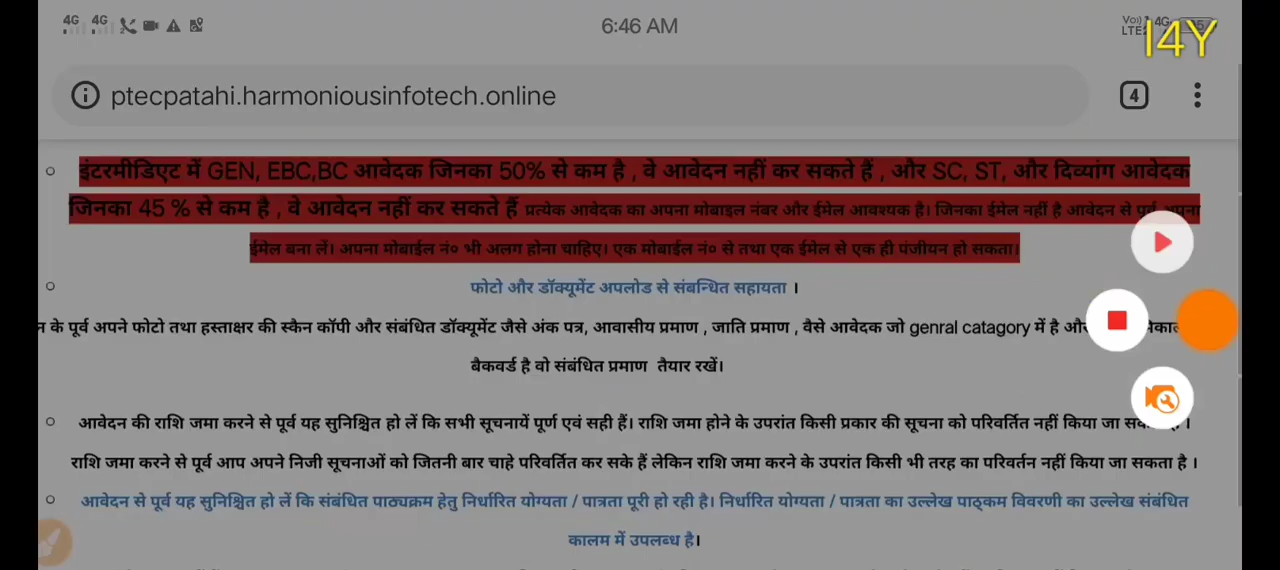 4G 4G 6:46 AM Vo) LTE2 4G
I4Y
ptecpatahi.harmoniousinfotech.online 4
इंटरमीडिएट में GEN, EBC,BC आवेदक जिनका 50% से कम है , वे आवेदन नहीं कर सकते हैं , और SC, ST, और दिव्यांग आवेदक
जिनका 45 % से कम है , वे आवेदन नहीं कर सकते हैं प्रत्येक आवेदक का अपना मोबाइल नंबर और ईमेल आवश्यक है। जिनका ईमेल नहीं है आवेदन से पूर्व अपना
ईमेल बना लें। अपना मोबाईल नं० भी अलग होना चाहिए। एक मोबाईल नं० से तथा एक ईमेल से एक ही पंजीयन हो सकता।
फोटो और डॉक्यूमेंट अपलोड से संबन्धित सहायता ।
के पूर्व अपने फोटो तथा हस्ताक्षर की स्कैन कॉपी और संबंधित डॉक्यूमेंट जैसे अंक पत्र, आवासीय प्रमाण , जाति प्रमाण , वैसे आवेदक जो genral catagory में है
बैकवर्ड है वो संबंधित प्रमाण तैयार रखें।
आवेदन की राशि जमा करने से पूर्व यह सुनिश्चित हो लें कि सभी सूचनायें पूर्ण एवं सही हैं। राशि जमा होने के उपरांत किसी प्रकार की सूचना को परिवर्तित नहीं किया जा
राशि जमा करने से पूर्व आप अपने निजी सूचनाओं को जितनी बार चाहे परिवर्तित कर सके हैं लेकिन राशि जमा करने के उपरांत किसी भी तरह का परिवर्तन नहीं किया जा सकता है ।
आवेदन से पूर्व यह सुनिश्चित हो लें कि संबंधित पाठ्यक्रम हेतु निर्धारित योग्यता / पात्रता पूरी हो रही है। निर्धारित योग्यता / पात्रता का उल्लेख पाठ्कम विवरणी का उल्लेख संबंधित
कालम में उपलब्ध है।